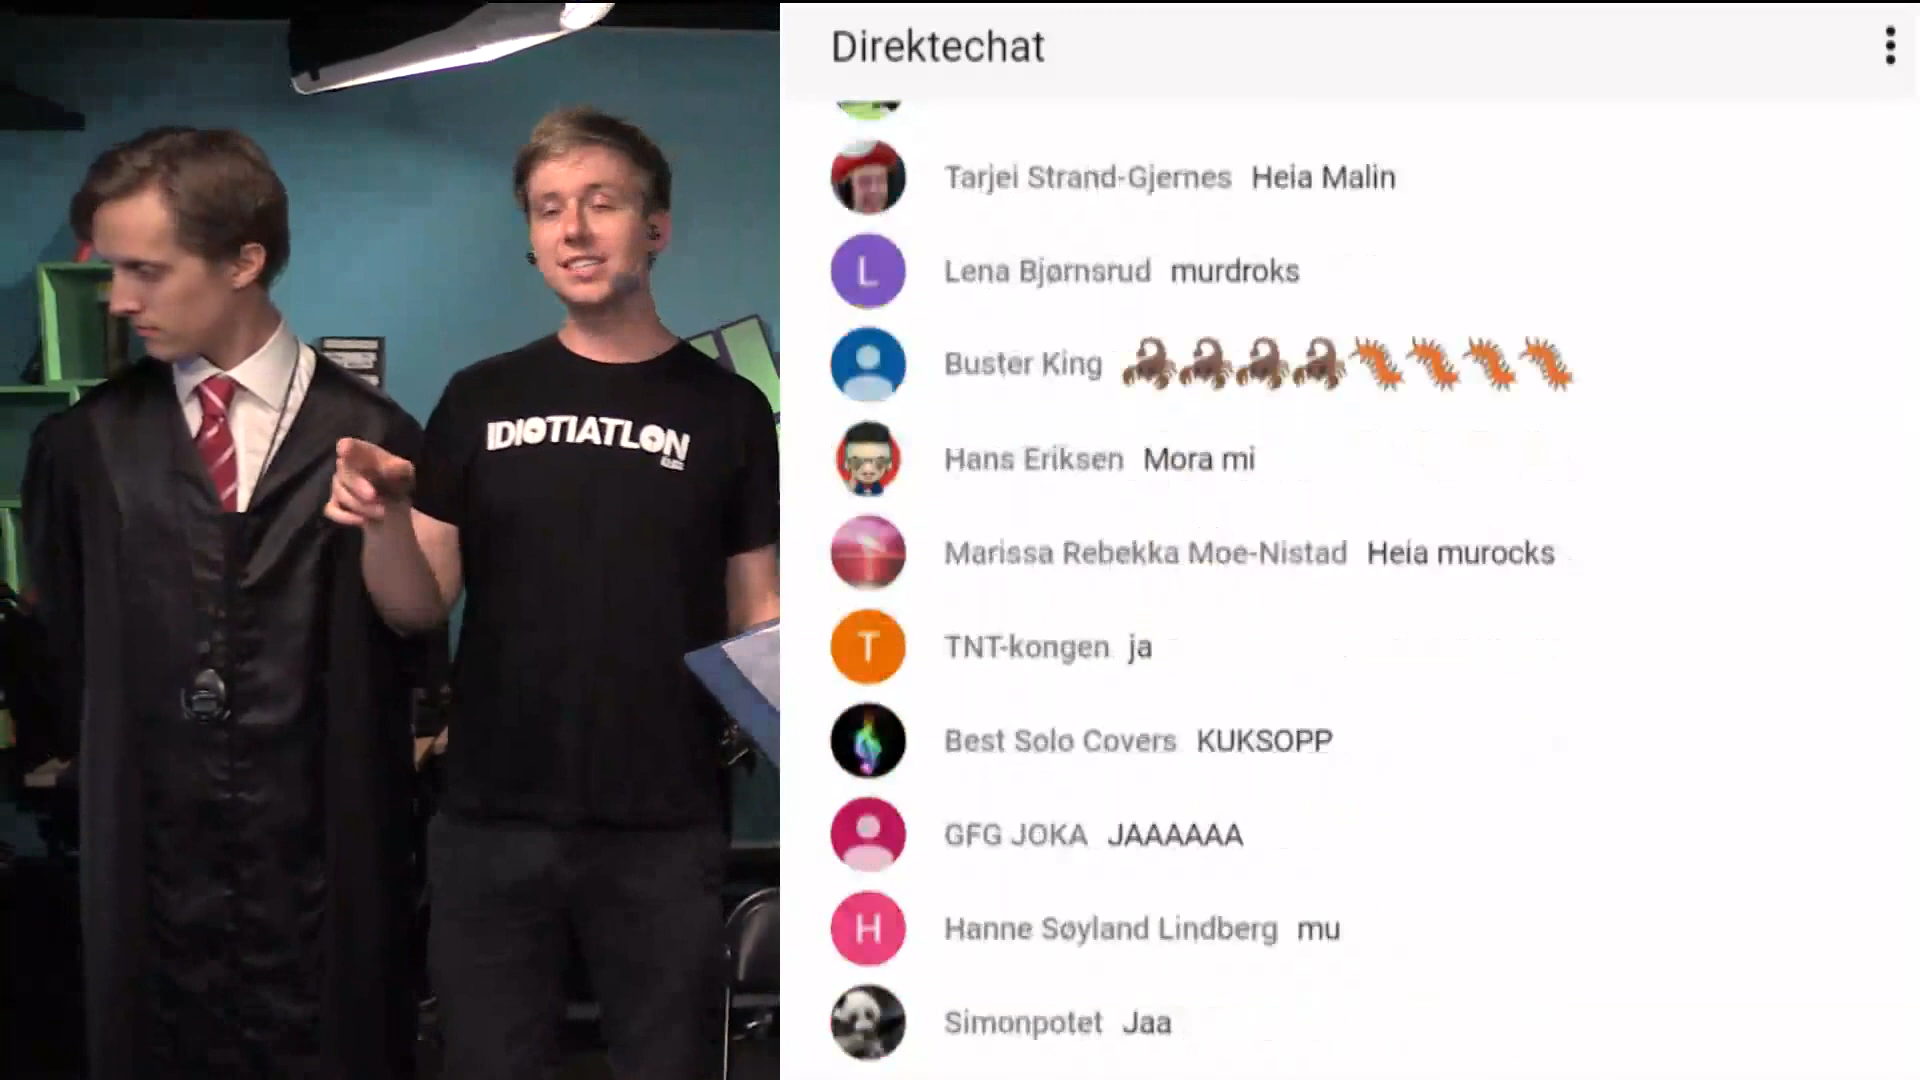 Direktechat
Tarjei Strand-Gjernes Heia Malin
Lena Bjørnsrud murdroks
L
Buster King 🦂🦂🦂🦂🐛🐛🐛🐛
Hans Eriksen Mora mi
IDIOTIATLON
Marissa Rebekka Moe-Nistad Heia murocks
T
TNT-kongen ja
Best Solo Covers KUKSOPP
GFG JOKA JAAAAAA
H
Hanne Søyland Lindberg mu
Simonpotet Jaa